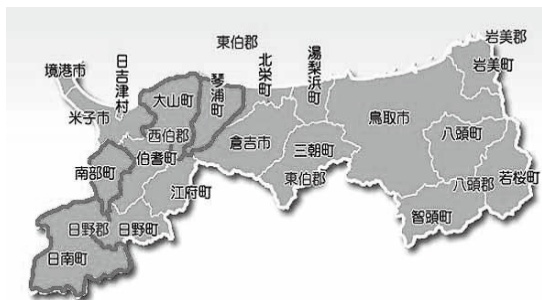 境港市
日吉津村
米子市
大山町
西伯郡
伯耆町
南部町
日野郡
日南町
日野町
江府町
東伯郡
琴浦町
北栄町
湯梨浜町
倉吉市
三朝町
東伯郡
鳥取市
岩美郡
岩美町
八頭町
八頭郡
若桜町
智頭町